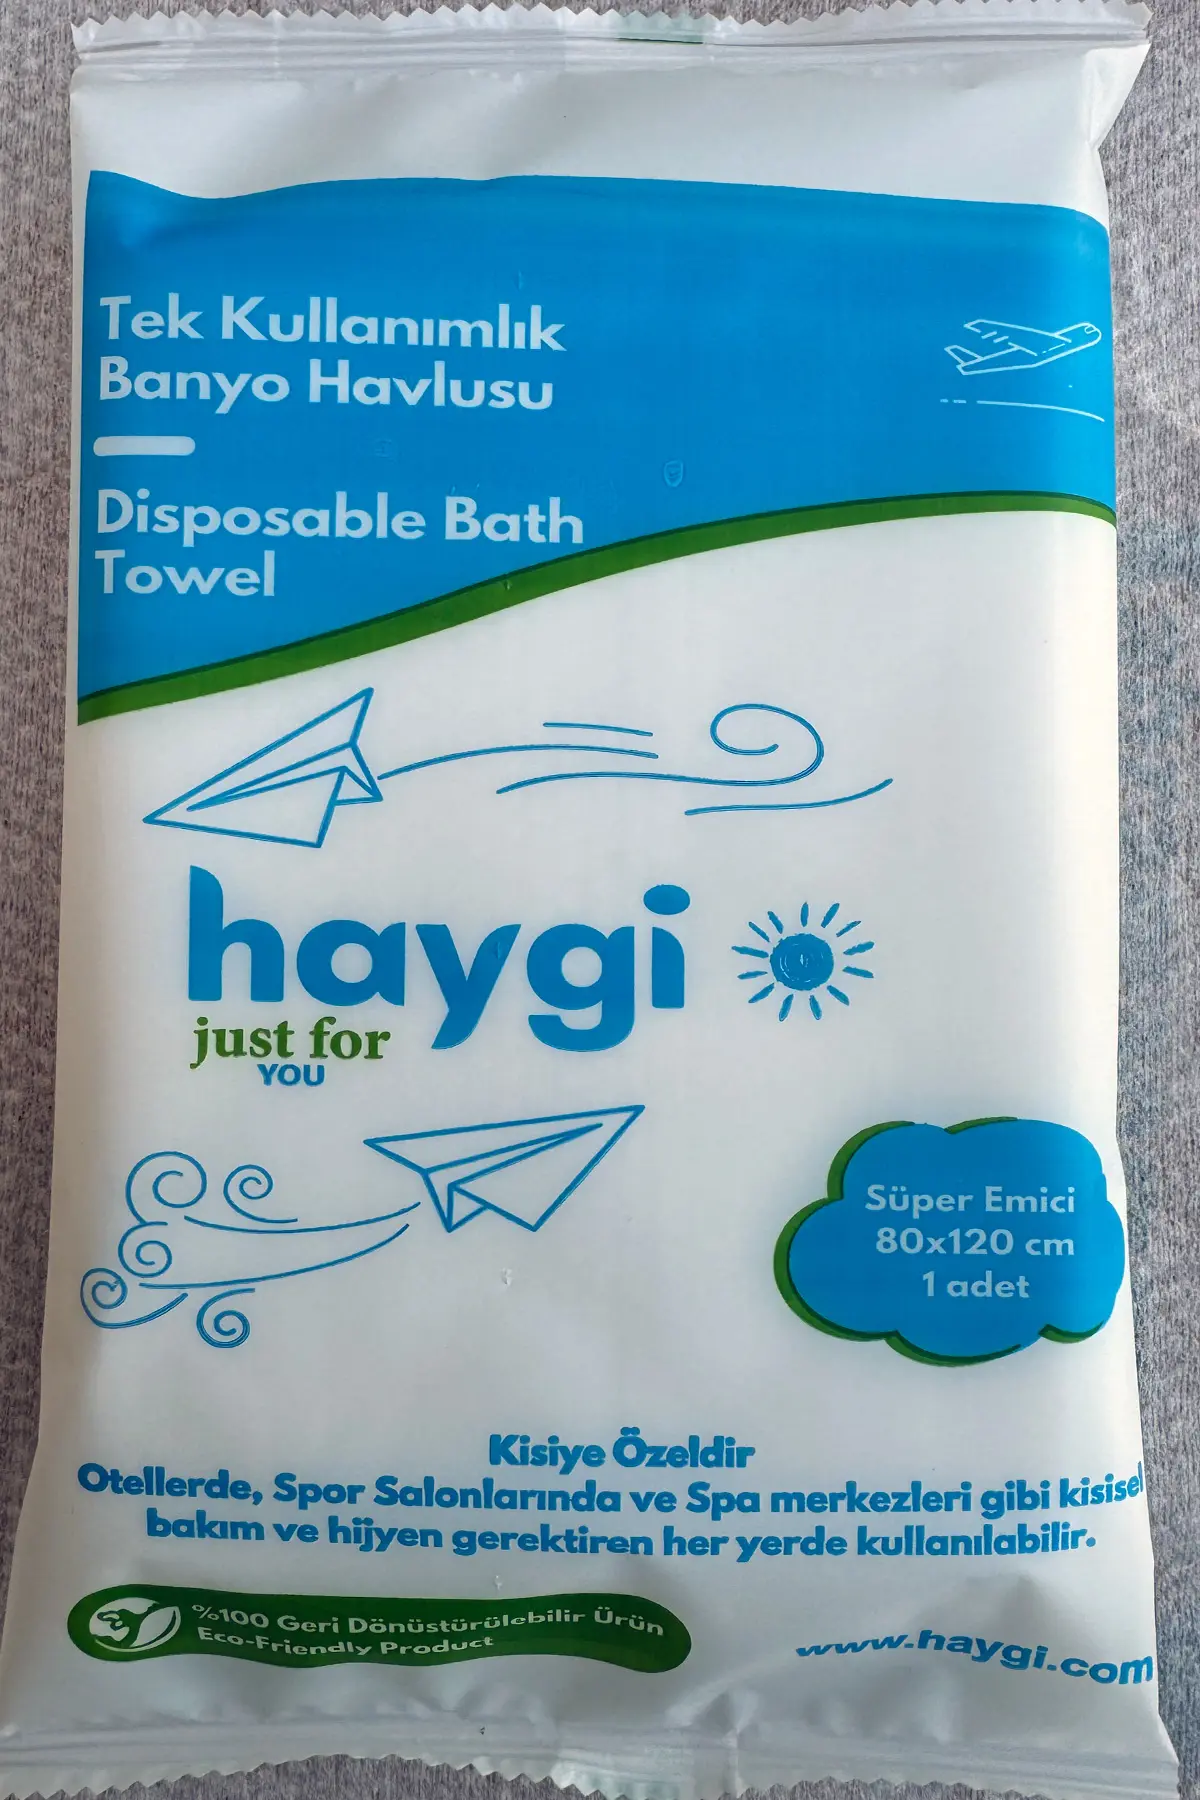 Tek Kullanımlık
Banyo Havlusu
Disposable Bath
Towel
haygi
just for
YOU
Süper Emici
80x120 cm
1 adet
Kisiye Özeldir
Otellerde, Spor Salonlarında ve Spa merkezleri gibi kisisel
bakım ve hijyen gerektiren her yerde kullanılabilir.
%100 Geri Dönüstürülebilir Ürün
Eco-Friendly Product
www.haygi.com